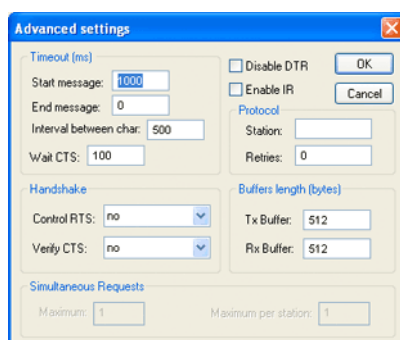 Advanced settings
Timeout (ms)
Start message: 1000
End message: 0
Interval between char: 500
Wait CTS: 100
Disable DTR
Enable IR
OK
Cancel
Protocol
Station:
Retries: 0
Handshake
Control RTS: no
Verify CTS: no
Buffers length (bytes)
Tx Buffer: 512
Rx Buffer: 512
Simultaneous Requests
Maximum: 1
Maximum per station: 1